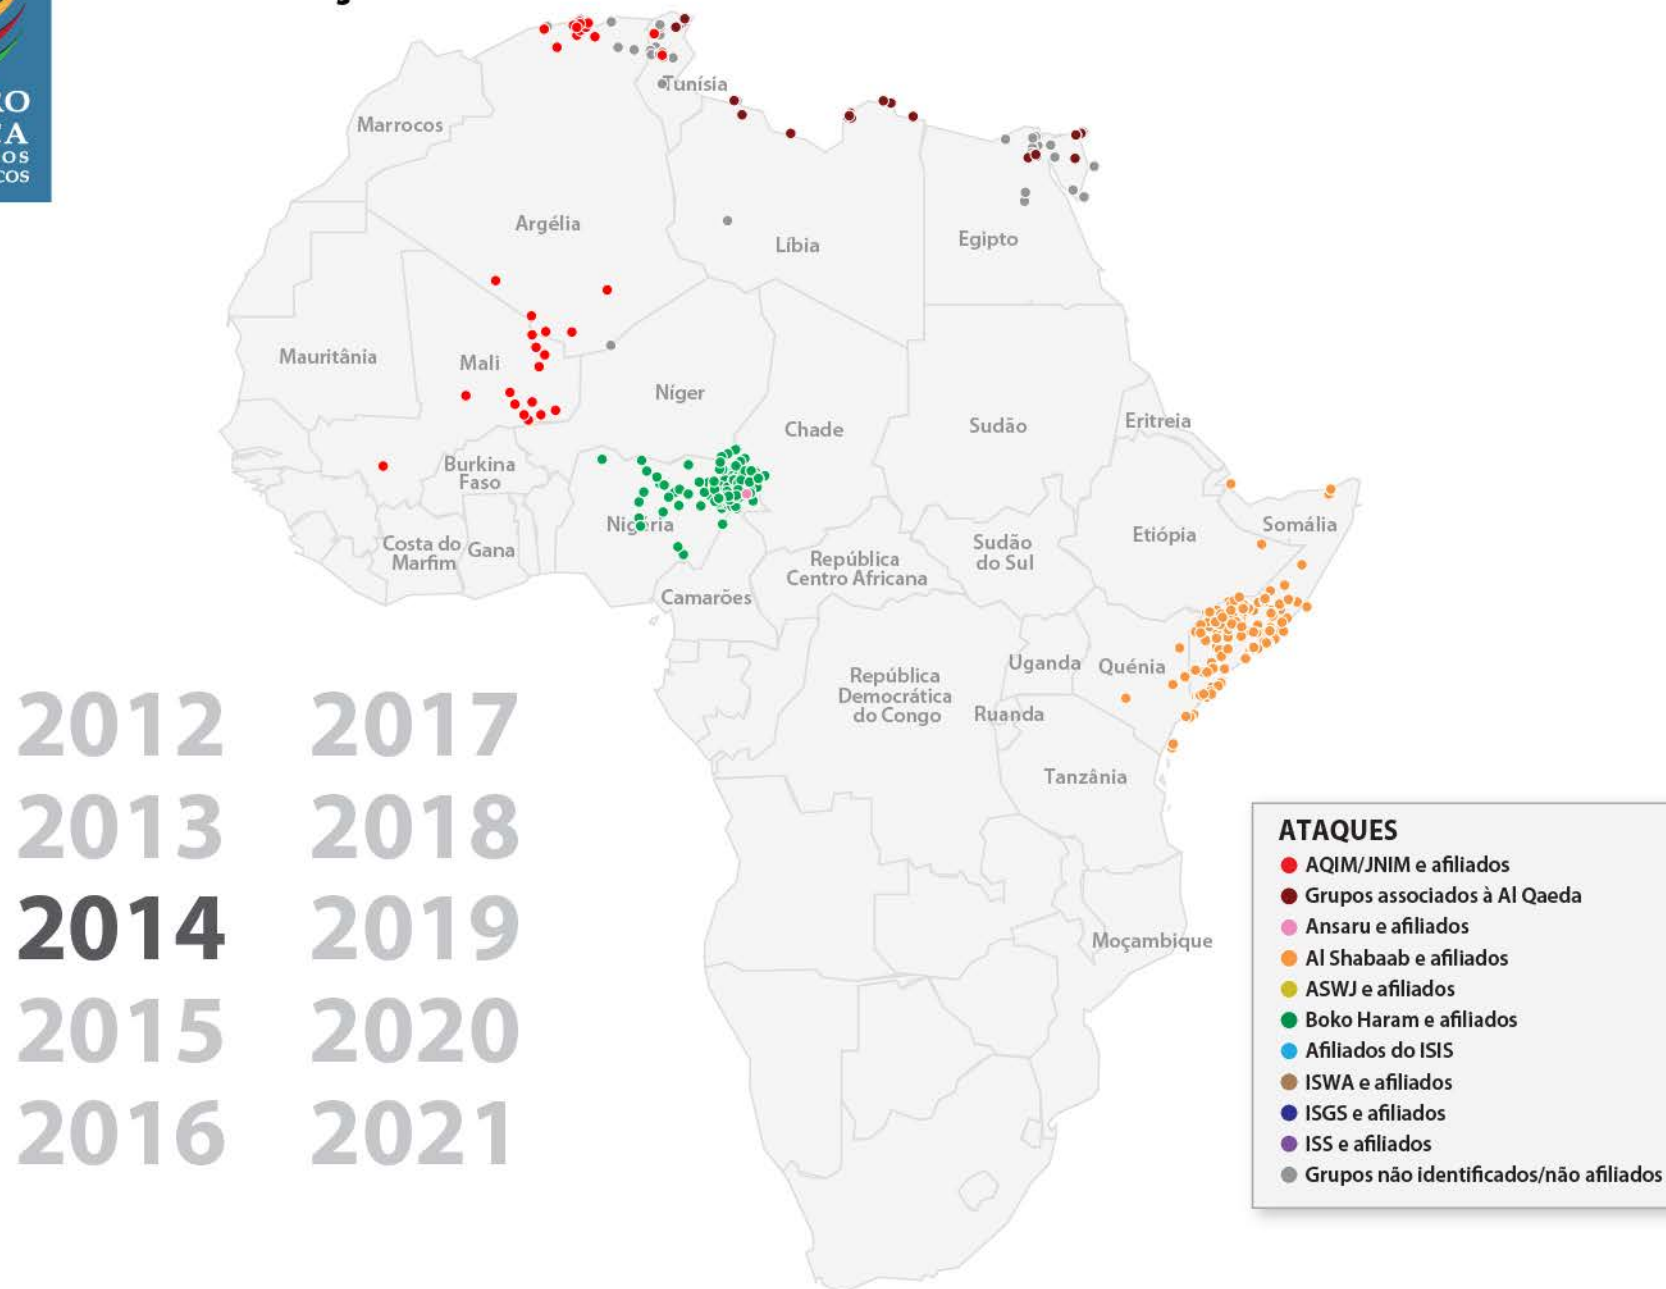 RO
CA
OS
COS
Tunísia
Marrocos
Argélia
Líbia
Egipto
Mauritânia
Mali
Níger
Chade
Sudão
Eritreia
Burkina
Faso
Nigéria
Costa do
Marfim
Gana
Camarões
República
Centro Africana
Sudão
do Sul
Etiópia
Somália
Uganda
Quénia
República
Democrática
do Congo
Ruanda
Tanzânia
Moçambique
2012 2017
2013 2018
2014 2019
2015 2020
2016 2021
ATAQUES
AQIM/JNIM e afiliados
Grupos associados à Al Qaeda
Ansaru e afiliados
Al Shabaab e afiliados
ASWJ e afiliados
Boko Haram e afiliados
Afiliados do ISIS
ISWA e afiliados
ISGS e afiliados
ISS e afiliados
Grupos não identificados/não afiliados